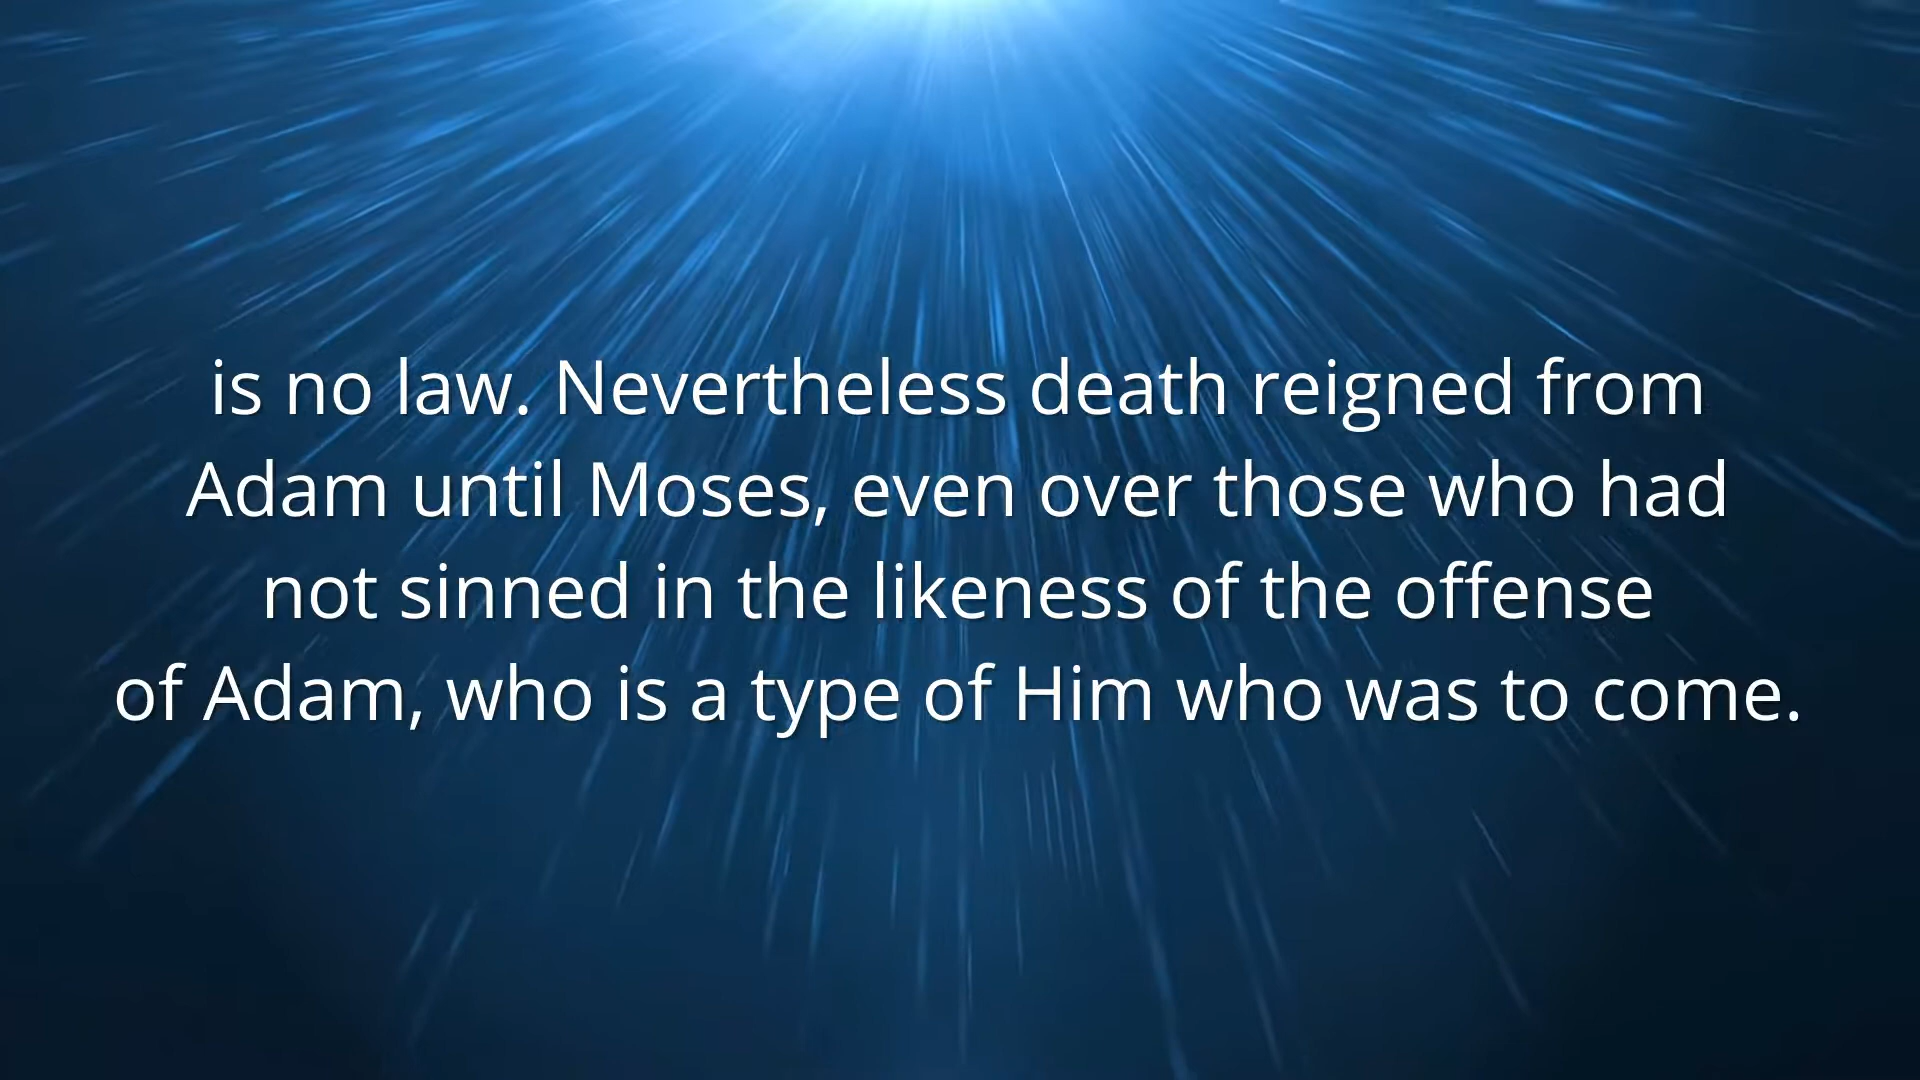 is no law. Nevertheless death reigned from
Adam until Moses, even over those who had
not sinned in the likeness of the offense
of Adam, who is a type of Him who was to come.